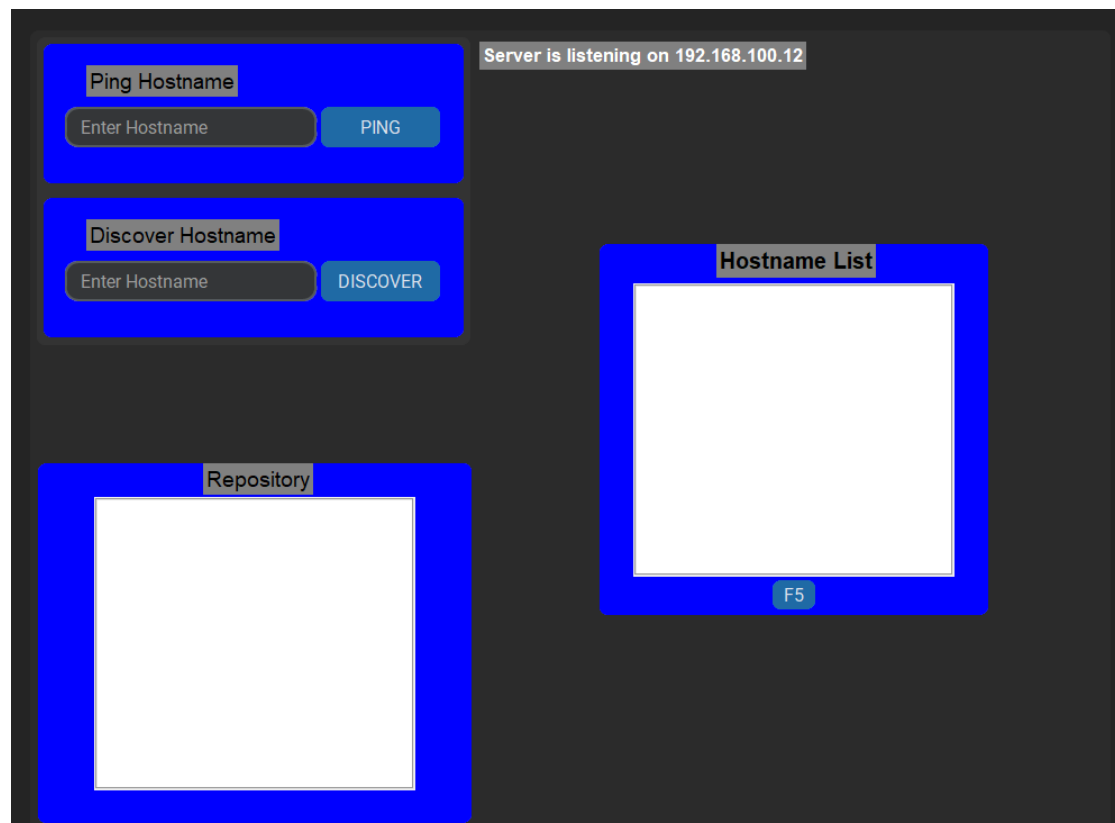 Server is listening on 192.168.100.12
Ping Hostname
Enter Hostname PING
Discover Hostname
Enter Hostname DISCOVER
Hostname List
F5
Repository